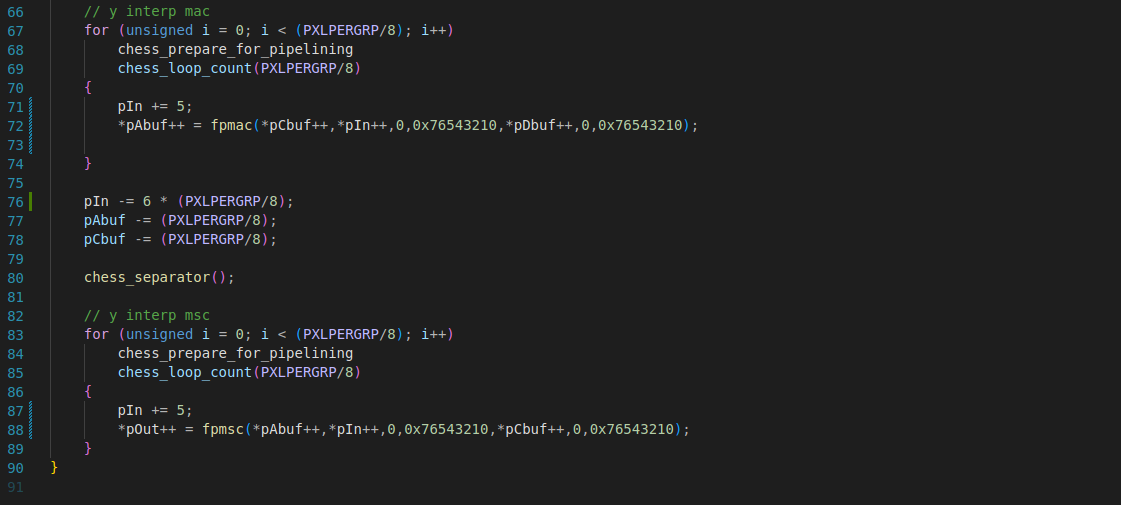 66 // y interp mac
67 for (unsigned i = 0; i < (PXLPERGRP/8); i++)
68 chess_prepare_for_pipelining
69 chess_loop_count(PXLPERGRP/8)
70 {
71 pIn += 5;
72 *pAbuf++ = fpmac(*pCbuf++,*pIn++,0,0x76543210,*pDbuf++,0,0x76543210);
73
74 }
75
76 pIn -= 6 * (PXLPERGRP/8);
77 pAbuf -= (PXLPERGRP/8);
78 pCbuf -= (PXLPERGRP/8);
79
80 chess_separator();
81
82 // y interp msc
83 for (unsigned i = 0; i < (PXLPERGRP/8); i++)
84 chess_prepare_for_pipelining
85 chess_loop_count(PXLPERGRP/8)
86 {
87 pIn += 5;
88 *pOut++ = fpmsc(*pAbuf++,*pIn++,0,0x76543210,*pCbuf++,0,0x76543210);
89 }
90 }
91